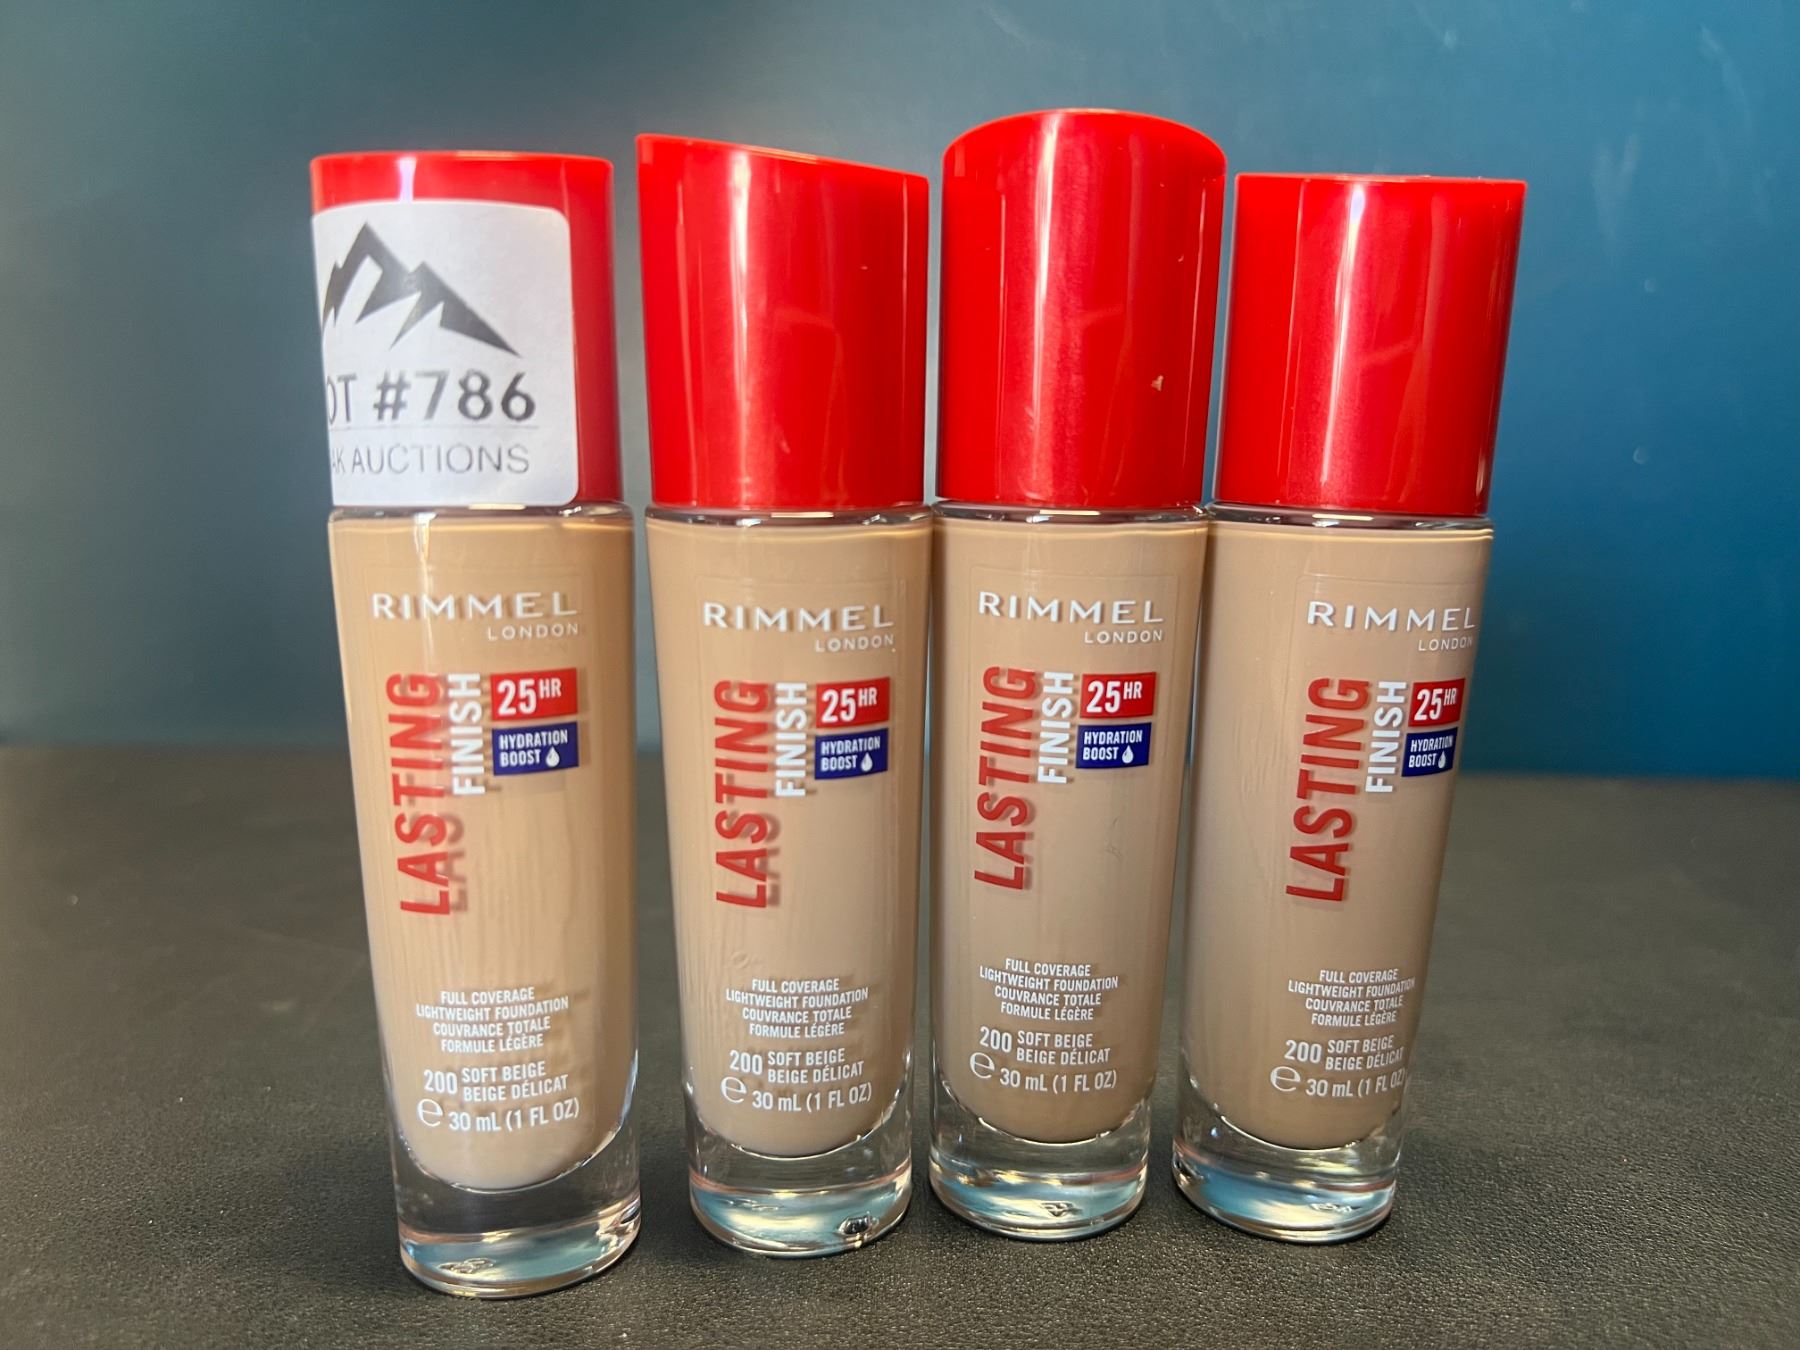 #786
AUCTIONS
RIMMEL
LONDON
LASTING
FINISH
25HR
HYDRATION
BOOST
FULL COVERAGE
LIGHTWEIGHT FOUNDATION
COUVRANCE TOTALE
FORMULE LÉGÈRE
200 SOFT BEIGE
BEIGE DÉLICAT
e 30 mL (1 FL OZ)
RIMMEL
LONDON
LASTING
FINISH
25HR
HYDRATION
BOOST
FULL COVERAGE
LIGHTWEIGHT FOUNDATION
COUVRANCE TOTALE
FORMULE LÉGÈRE
200 SOFT BEIGE
BEIGE DÉLICAT
e 30 mL (1 FL OZ)
RIMMEL
LONDON
LASTING
FINISH
25HR
HYDRATION
BOOST
FULL COVERAGE
LIGHTWEIGHT FOUNDATION
COUVRANCE TOTALE
FORMULE LÉGÈRE
200 SOFT BEIGE
BEIGE DÉLICAT
e 30 mL (1 FL OZ)
RIMMEL
LONDON
LASTING
FINISH
25HR
HYDRATION
BOOST
FULL COVERAGE
LIGHTWEIGHT FOUNDATION
COUVRANCE TOTALE
FORMULE LÉGÈRE
200 SOFT BEIGE
BEIGE DÉLICAT
e 30 mL (1 FL OZ)